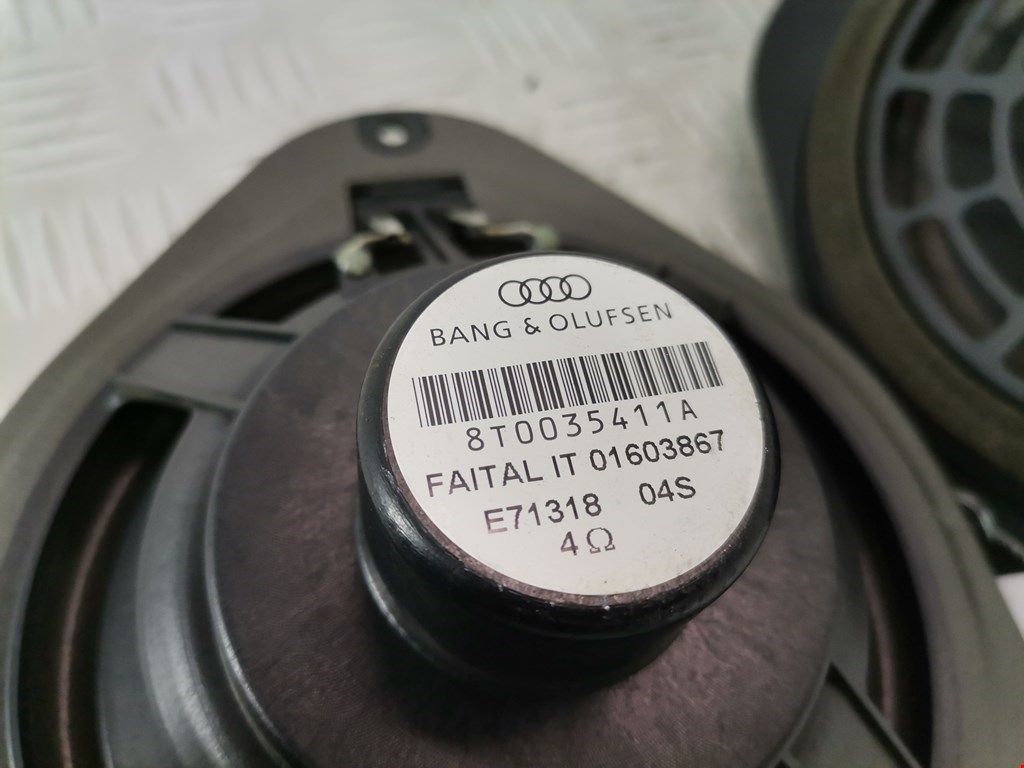 BANG & OLUFSEN
8T0035411A
FAITAL IT 01603867
E71318 04S
4Ω